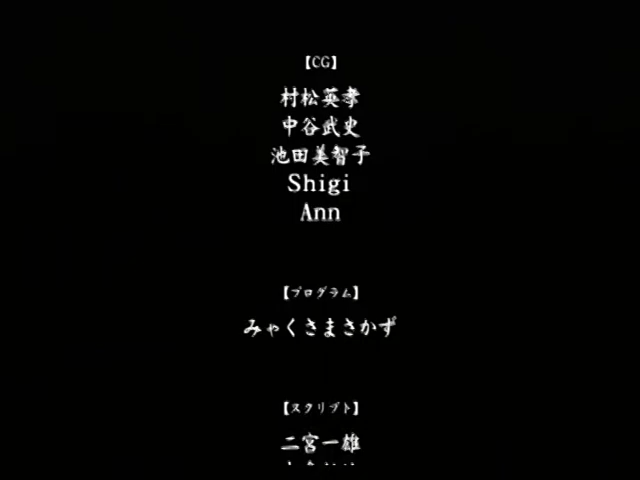 【CG】
村松英孝
中谷武史
池田美智子
Shigi
Ann
【プログラム】
みゃくさまさかず
【スクリプト】
二宮一雄